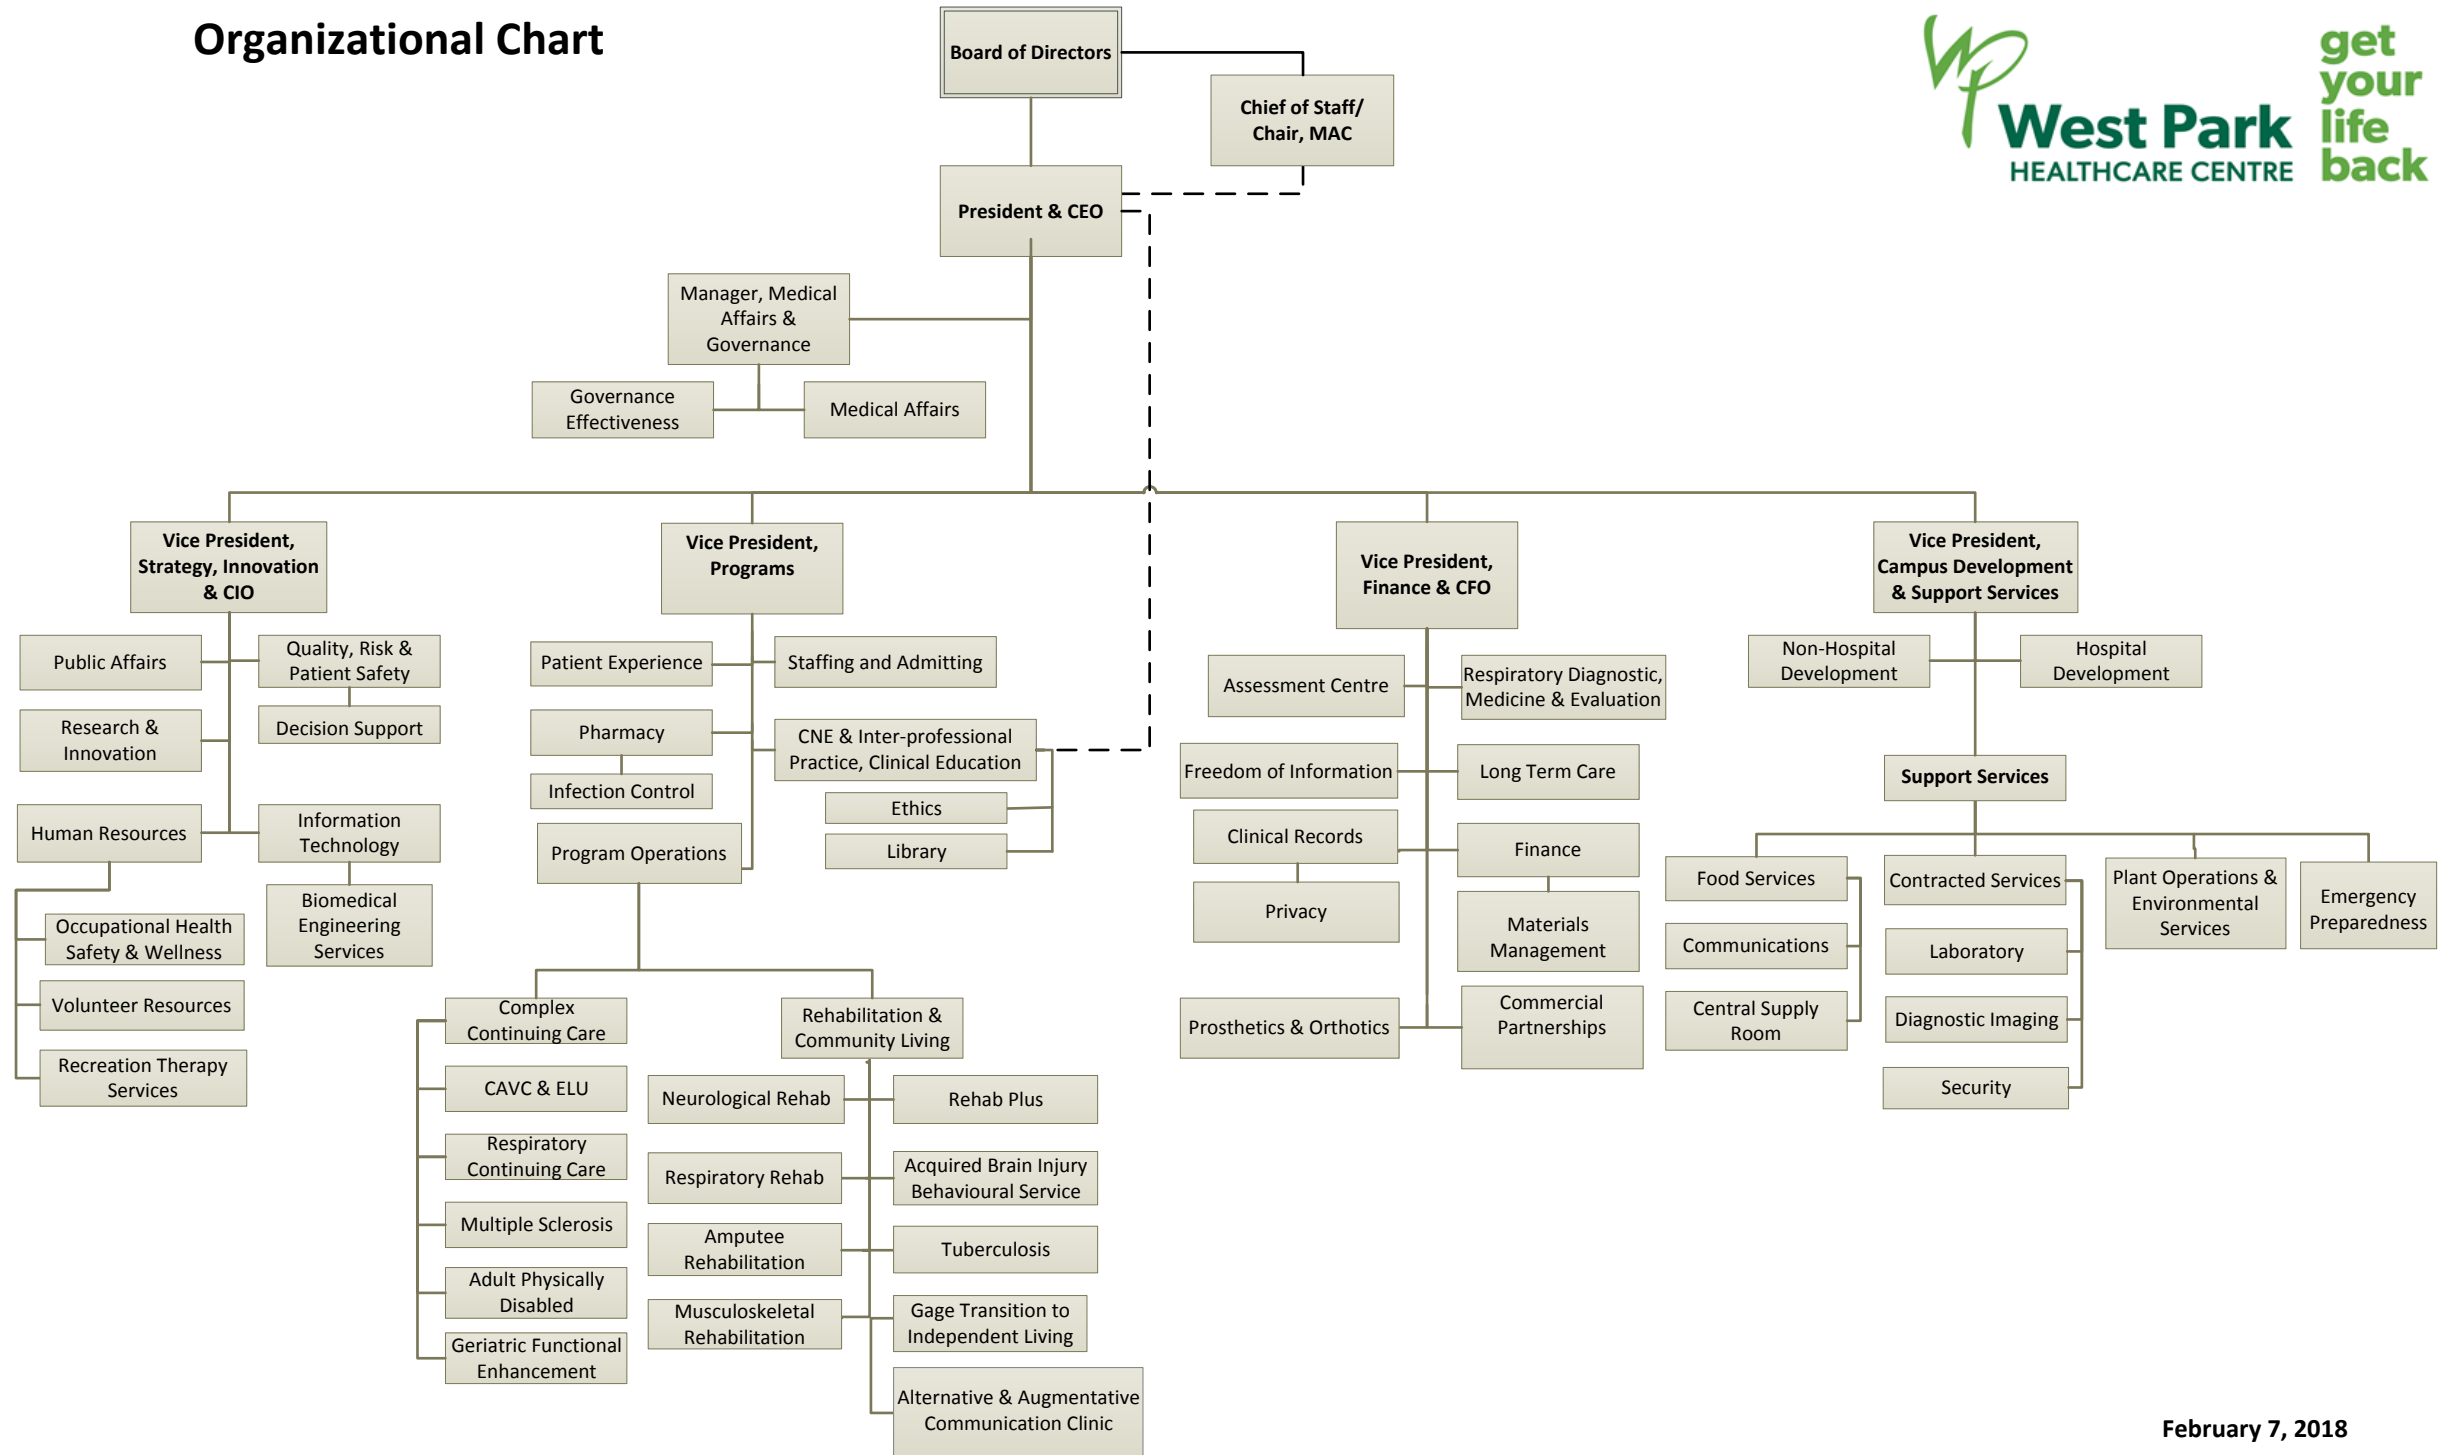 Organizational Chart
get
your
life
back
West Park
HEALTHCARE CENTRE
Board of Directors
Chief of Staff/
Chair, MAC
President & CEO
Manager, Medical
Affairs &
Governance
Governance
Effectiveness
Medical Affairs
Vice President,
Strategy, Innovation
& CIO
Public Affairs
Quality, Risk &
Patient Safety
Decision Support
Research &
Innovation
Human Resources
Information
Technology
Biomedical
Engineering
Services
Occupational Health
Safety & Wellness
Volunteer Resources
Recreation Therapy
Services
Vice President,
Programs
Patient Experience
Staffing and Admitting
Pharmacy
Infection Control
CNE & Inter-professional
Practice, Clinical Education
Ethics
Library
Program Operations
Complex
Continuing Care
CAVC & ELU
Respiratory
Continuing Care
Multiple Sclerosis
Adult Physically
Disabled
Geriatric Functional
Enhancement
Rehabilitation &
Community Living
Neurological Rehab
Rehab Plus
Respiratory Rehab
Acquired Brain Injury
Behavioural Service
Amputee
Rehabilitation
Tuberculosis
Musculoskeletal
Rehabilitation
Gage Transition to
Independent Living
Alternative & Augmentative
Communication Clinic
Vice President,
Finance & CFO
Assessment Centre
Respiratory Diagnostic,
Medicine & Evaluation
Freedom of Information
Long Term Care
Clinical Records
Finance
Privacy
Materials
Management
Prosthetics & Orthotics
Commercial
Partnerships
Vice President,
Campus Development
& Support Services
Non-Hospital
Development
Hospital
Development
Support Services
Food Services
Communications
Central Supply
Room
Contracted Services
Laboratory
Diagnostic Imaging
Security
Plant Operations &
Environmental
Services
Emergency
Preparedness
February 7, 2018